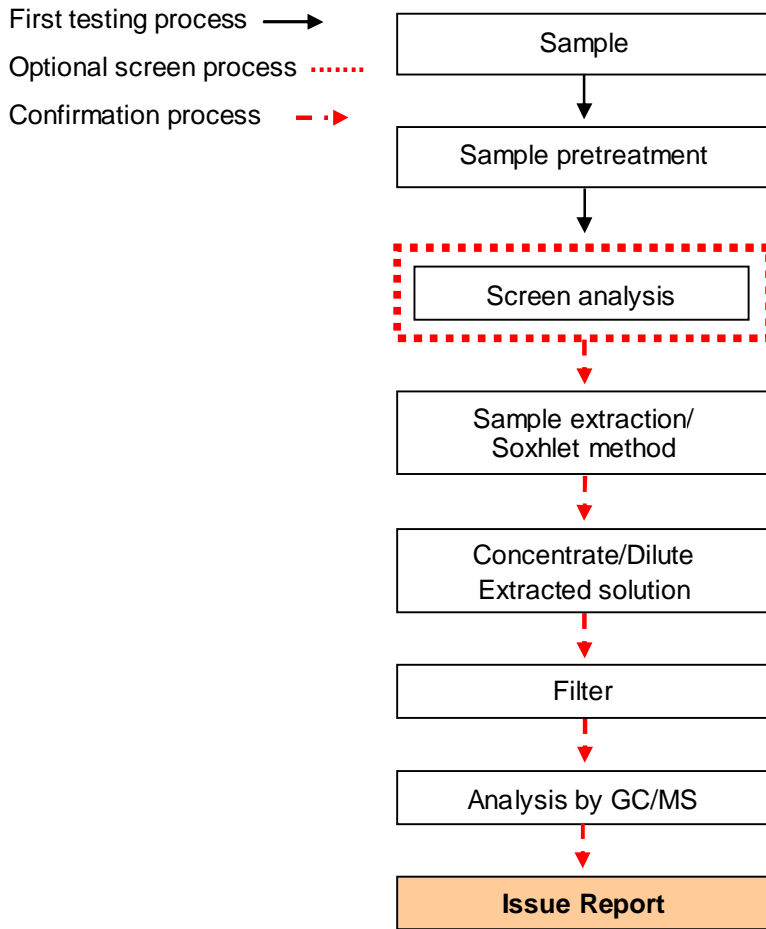 First testing process
Optional screen process
Confirmation process
Sample
Sample pretreatment
Screen analysis
Sample extraction/
Soxhlet method
Concentrate/Dilute
Extracted solution
Filter
Analysis by GC/MS
Issue Report